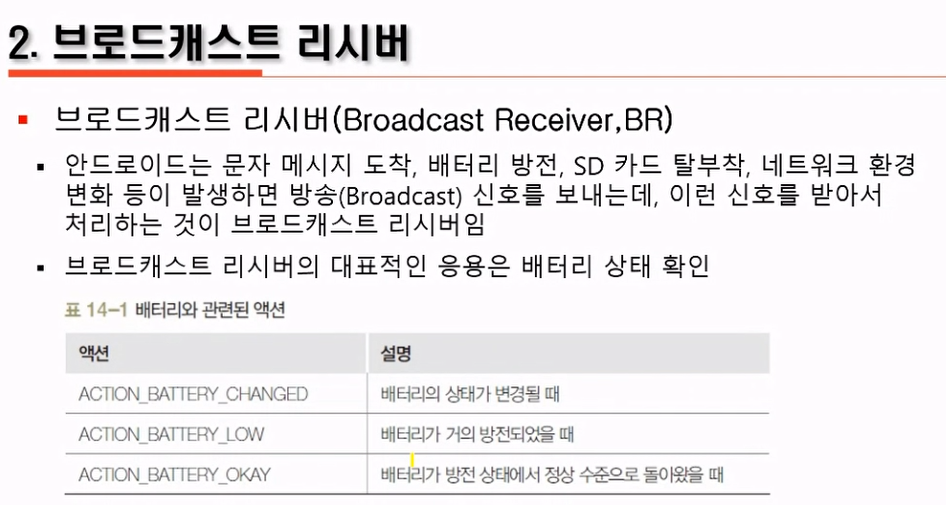 2. 브로드캐스트 리시버
▪ 브로드캐스트 리시버(Broadcast Receiver,BR)
▪ 안드로이드는 문자 메시지 도착, 배터리 방전, SD 카드 탈부착, 네트워크 환경
변화 등이 발생하면 방송(Broadcast) 신호를 보내는데, 이런 신호를 받아서
처리하는 것이 브로드캐스트 리시버임
▪ 브로드캐스트 리시버의 대표적인 응용은 배터리 상태 확인
표 14-1 배터리와 관련된 액션
액션 설명
ACTION_BATTERY_CHANGED 배터리의 상태가 변경될 때
ACTION_BATTERY_LOW 배터리가 거의 방전되었을 때
ACTION_BATTERY_OKAY 배터리가 방전 상태에서 정상 수준으로 돌아왔을 때